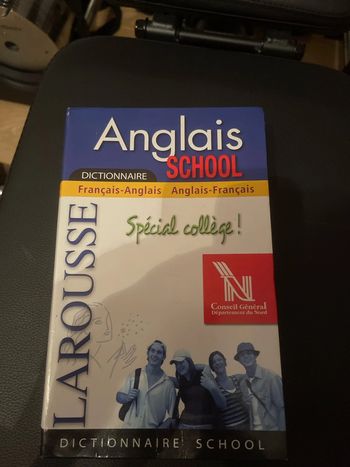 Anglais
SCHOOL
DICTIONNAIRE
Français-Anglais Anglais-Français
Spécial collège !
LAROUSSE
N
Conseil Général
Département du Nord
DICTIONNAIRE SCHOOL